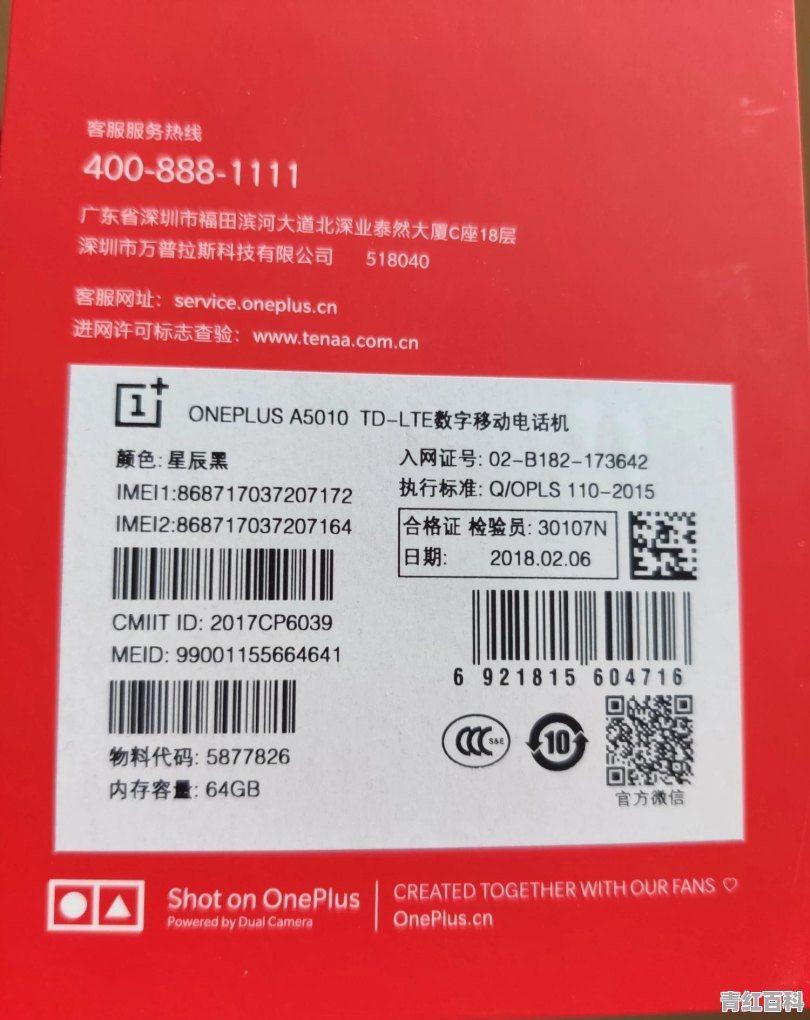 客服服务热线
400-888-1111
广东省深圳市福田滨河大道北深业泰然大厦C座18层
深圳市万普拉斯科技有限公司 518040
客服网址：service.oneplus.cn
进网许可标志查验：www.tenaa.com.cn
1+
ONEPLUS A5010 TD-LTE数字移动电话机
颜色: 星辰黑
入网证号: 02-B182-173642
IMEI1:868717037207172
执行标准: Q/OPLS 110-2015
IMEI2:868717037207164
合格证 检验员: 30107N
日期: 2018.02.06
CMIIT ID: 2017CP6039
MEID: 99001155664641
6 921815 604716
CCC S&E
10
物料代码: 5877826
内存容量: 64GB
官方微信
Shot on OnePlus
Powered by Dual Camera
CREATED TOGETHER WITH OUR FANS ♡
OnePlus.cn
青红百科